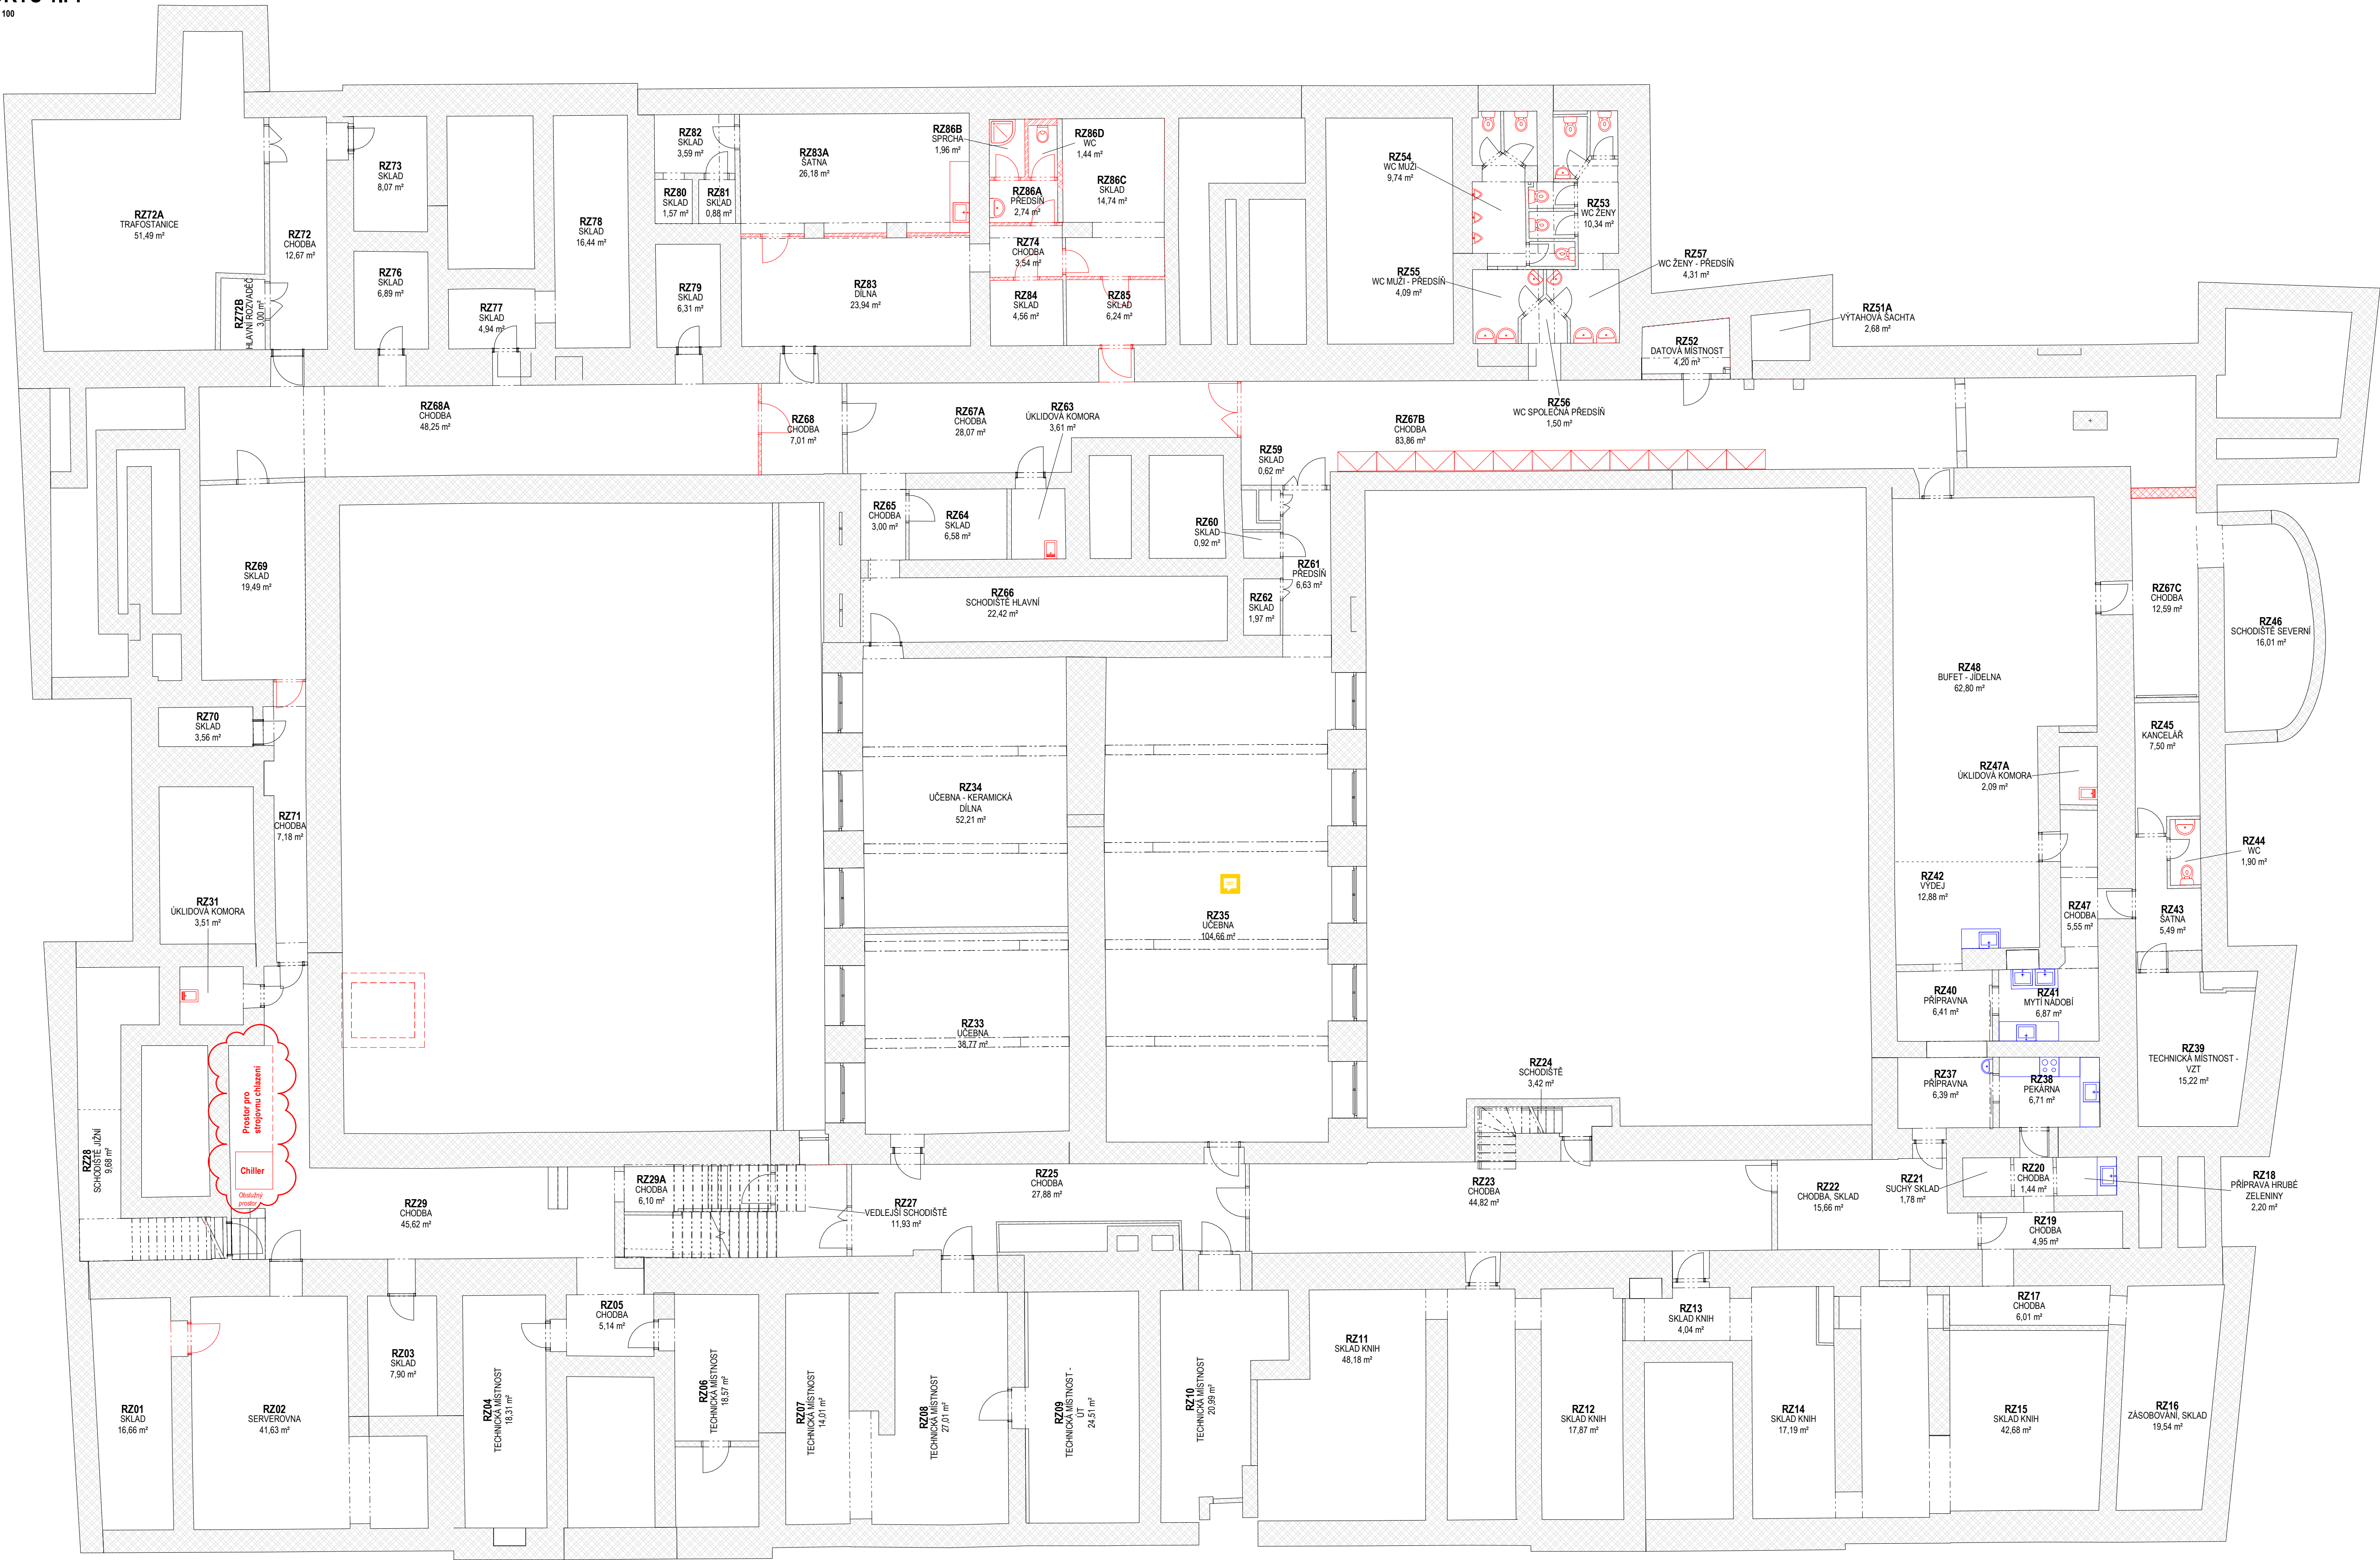 100
RZ86B
SPRCHA
1,96 m²
RZ86D
WC
1,44 m²
RZ82
SKLAD
3,59 m²
RZ83A
ŠATNA
26,18 m²
RZ73
SKLAD
8,07 m²
RZ54
WC MUŽI
9,74 m²
RZ86C
SKLAD
14,74 m²
RZ86A
PŘEDSÍŇ
2,74 m²
RZ80
SKLAD
1,57 m²
RZ81
SKLAD
0,88 m²
RZ53
WC ŽENY
10,34 m²
RZ72A
TRAFOSTANICE
51,49 m²
RZ78
SKLAD
16,44 m²
RZ72
CHODBA
12,67 m²
RZ74
CHODBA
3,54 m²
RZ57
WC ŽENY - PŘEDSÍŇ
4,31 m²
RZ76
SKLAD
6,89 m²
RZ55
WC MUŽI - PŘEDSÍŇ
4,09 m²
RZ72B
HLAVNÍ ROZVADĚČ
3,00 m²
RZ79
SKLAD
6,31 m²
RZ83
DÍLNA
23,94 m²
RZ84
SKLAD
4,56 m²
RZ85
SKLAD
6,24 m²
RZ77
SKLAD
4,94 m²
RZ51A
VÝTAHOVÁ ŠACHTA
2,68 m²
RZ52
DATOVÁ MÍSTNOST
4,20 m²
RZ68A
CHODBA
48,25 m²
RZ68
CHODBA
7,01 m²
RZ67A
CHODBA
28,07 m²
RZ63
ÚKLIDOVÁ KOMORA
3,61 m²
RZ67B
CHODBA
83,86 m²
RZ56
WC SPOLEČNÁ PŘEDSÍŇ
1,50 m²
RZ59
SKLAD
0,62 m²
RZ65
CHODBA
3,00 m²
RZ64
SKLAD
6,58 m²
RZ60
SKLAD
0,92 m²
RZ69
SKLAD
19,49 m²
RZ61
PŘEDSÍŇ
6,63 m²
RZ66
SCHODIŠTĚ HLAVNÍ
22,42 m²
RZ62
SKLAD
1,97 m²
RZ67C
CHODBA
12,59 m²
RZ46
SCHODIŠTĚ SEVERNÍ
16,01 m²
RZ48
BUFET - JÍDELNA
62,80 m²
RZ70
SKLAD
3,56 m²
RZ45
KANCELÁŘ
7,50 m²
RZ47A
ÚKLIDOVÁ KOMORA
2,09 m²
RZ34
UČEBNA - KERAMICKÁ
DÍLNA
52,21 m²
RZ71
CHODBA
7,18 m²
RZ44
WC
1,90 m²
RZ42
VÝDEJ
12,88 m²
RZ31
ÚKLIDOVÁ KOMORA
3,51 m²
RZ35
UČEBNA
104,66 m²
RZ47
CHODBA
5,55 m²
RZ43
ŠATNA
5,49 m²
RZ40
PŘÍPRAVNA
6,41 m²
RZ41
MYTÍ NÁDOBÍ
6,87 m²
RZ33
UČEBNA
38,77 m²
RZ39
TECHNICKÁ MÍSTNOST -
VZT
15,22 m²
RZ24
SCHODIŠTĚ
3,42 m²
RZ37
PŘÍPRAVNA
6,39 m²
RZ38
PEKÁRNA
6,71 m²
Prostor pro
strojovnu chlazení
Chiller
Obslužný
prostor
RZ28
SCHODIŠTĚ JIŽNÍ
9,68 m²
RZ29
CHODBA
45,62 m²
RZ29A
CHODBA
6,10 m²
RZ27
VEDLEJŠÍ SCHODIŠTĚ
11,93 m²
RZ25
CHODBA
27,88 m²
RZ23
CHODBA
44,82 m²
RZ22
CHODBA, SKLAD
15,66 m²
RZ21
SUCHÝ SKLAD
1,78 m²
RZ20
CHODBA
1,44 m²
RZ18
PŘÍPRAVA HRUBÉ
ZELENINY
2,20 m²
RZ19
CHODBA
4,95 m²
RZ05
CHODBA
5,14 m²
RZ13
SKLAD KNIH
4,04 m²
RZ17
CHODBA
6,01 m²
RZ11
SKLAD KNIH
48,18 m²
RZ03
SKLAD
7,90 m²
RZ01
SKLAD
16,66 m²
RZ02
SERVEROVNA
41,63 m²
RZ04
TECHNICKÁ MÍSTNOST
18,31 m²
RZ06
TECHNICKÁ MÍSTNOST
18,57 m²
RZ07
TECHNICKÁ MÍSTNOST
14,01 m²
RZ08
TECHNICKÁ MÍSTNOST
27,01 m²
RZ09
TECHNICKÁ MÍSTNOST -
ÚT
24,51 m²
RZ10
TECHNICKÁ MÍSTNOST
20,99 m²
RZ12
SKLAD KNIH
17,87 m²
RZ14
SKLAD KNIH
17,19 m²
RZ15
SKLAD KNIH
42,68 m²
RZ16
ZÁSOBOVÁNÍ, SKLAD
19,54 m²